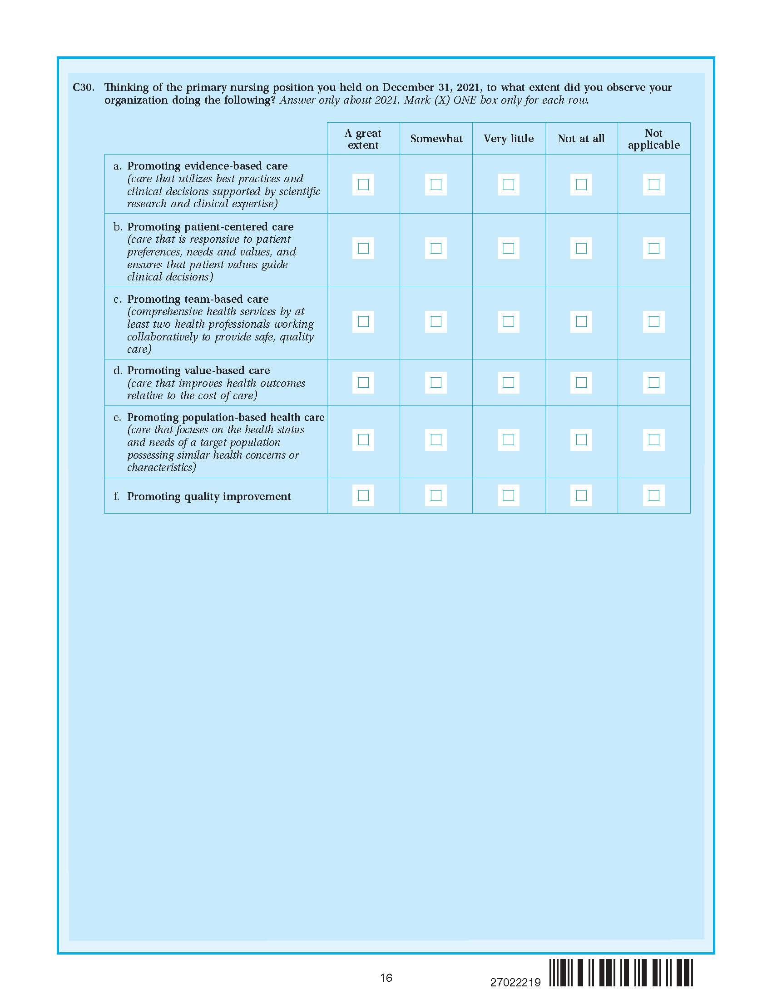 C30. Thinking of the primary nursing position you held on December 31, 2021, to what extent did you observe your
organization doing the following? Answer only about 2021. Mark (X) ONE box only for each row.
A great
extent
Somewhat
Very little
Not at all
Not
applicable
a. Promoting evidence-based care
(care that utilizes best practices and
clinical decisions supported by scientific
research and clinical expertise)
b. Promoting patient-centered care
(care that is responsive to patient
preferences, needs and values, and
ensures that patient values guide
clinical decisions)
c. Promoting team-based care
(comprehensive health services by at
least two health professionals working
collaboratively to provide safe, quality
care)
d. Promoting value-based care
(care that improves health outcomes
relative to the cost of care)
e. Promoting population-based health care
(care that focuses on the health status
and needs of a target population
possessing similar health concerns or
characteristics)
f. Promoting quality improvement
16
27022219